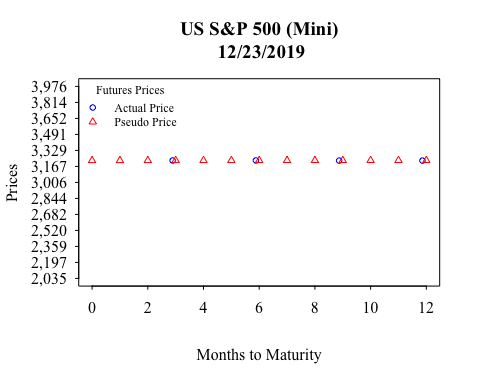 US S&P 500 (Mini)
12/23/2019
Futures Prices
Actual Price
Pseudo Price
Prices
3,976
3,814
3,652
3,491
3,329
3,167
3,006
2,844
2,682
2,520
2,359
2,197
2,035
0 2 4 6 8 10 12
Months to Maturity